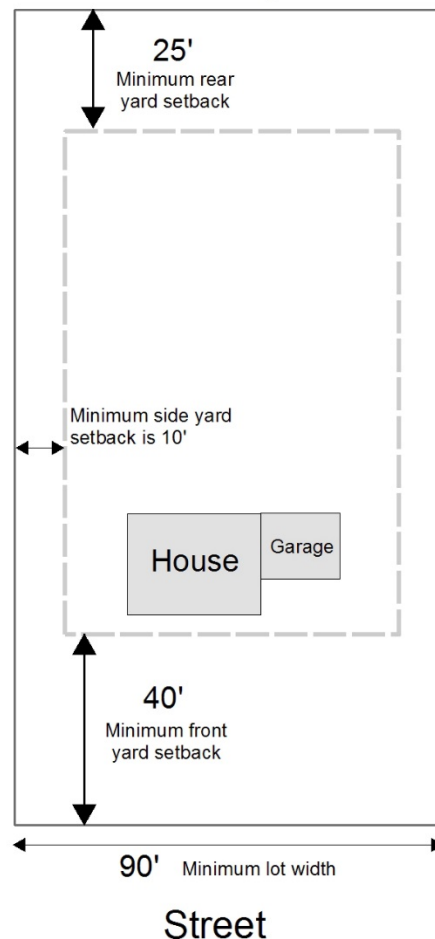 25'
Minimum rear
yard setback
Minimum side yard
setback is 10'
House
Garage
40'
Minimum front
yard setback
90' Minimum lot width
Street